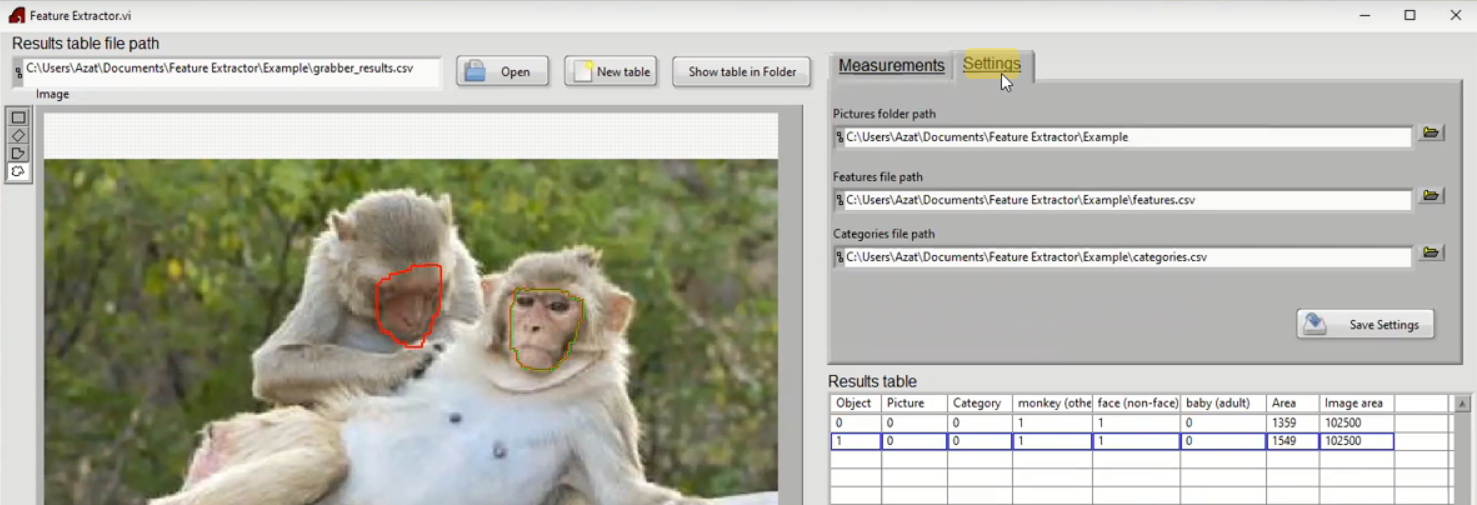 Feature Extractor.vi
Results table file path
C:\Users\Azat\Documents\Feature Extractor\Example\grabber_results.csv
Open
New table
Show table in Folder
Image
Measurements
Settings
Pictures folder path
C:\Users\Azat\Documents\Feature Extractor\Example
Features file path
C:\Users\Azat\Documents\Feature Extractor\Example\features.csv
Categories file path
C:\Users\Azat\Documents\Feature Extractor\Example\categories.csv
Save Settings
Results table
Object Picture Category monkey (othe face (non-face) baby (adult) Area Image area
0 0 0 1 1 0 1359 102500
1 0 0 1 1 0 1549 102500